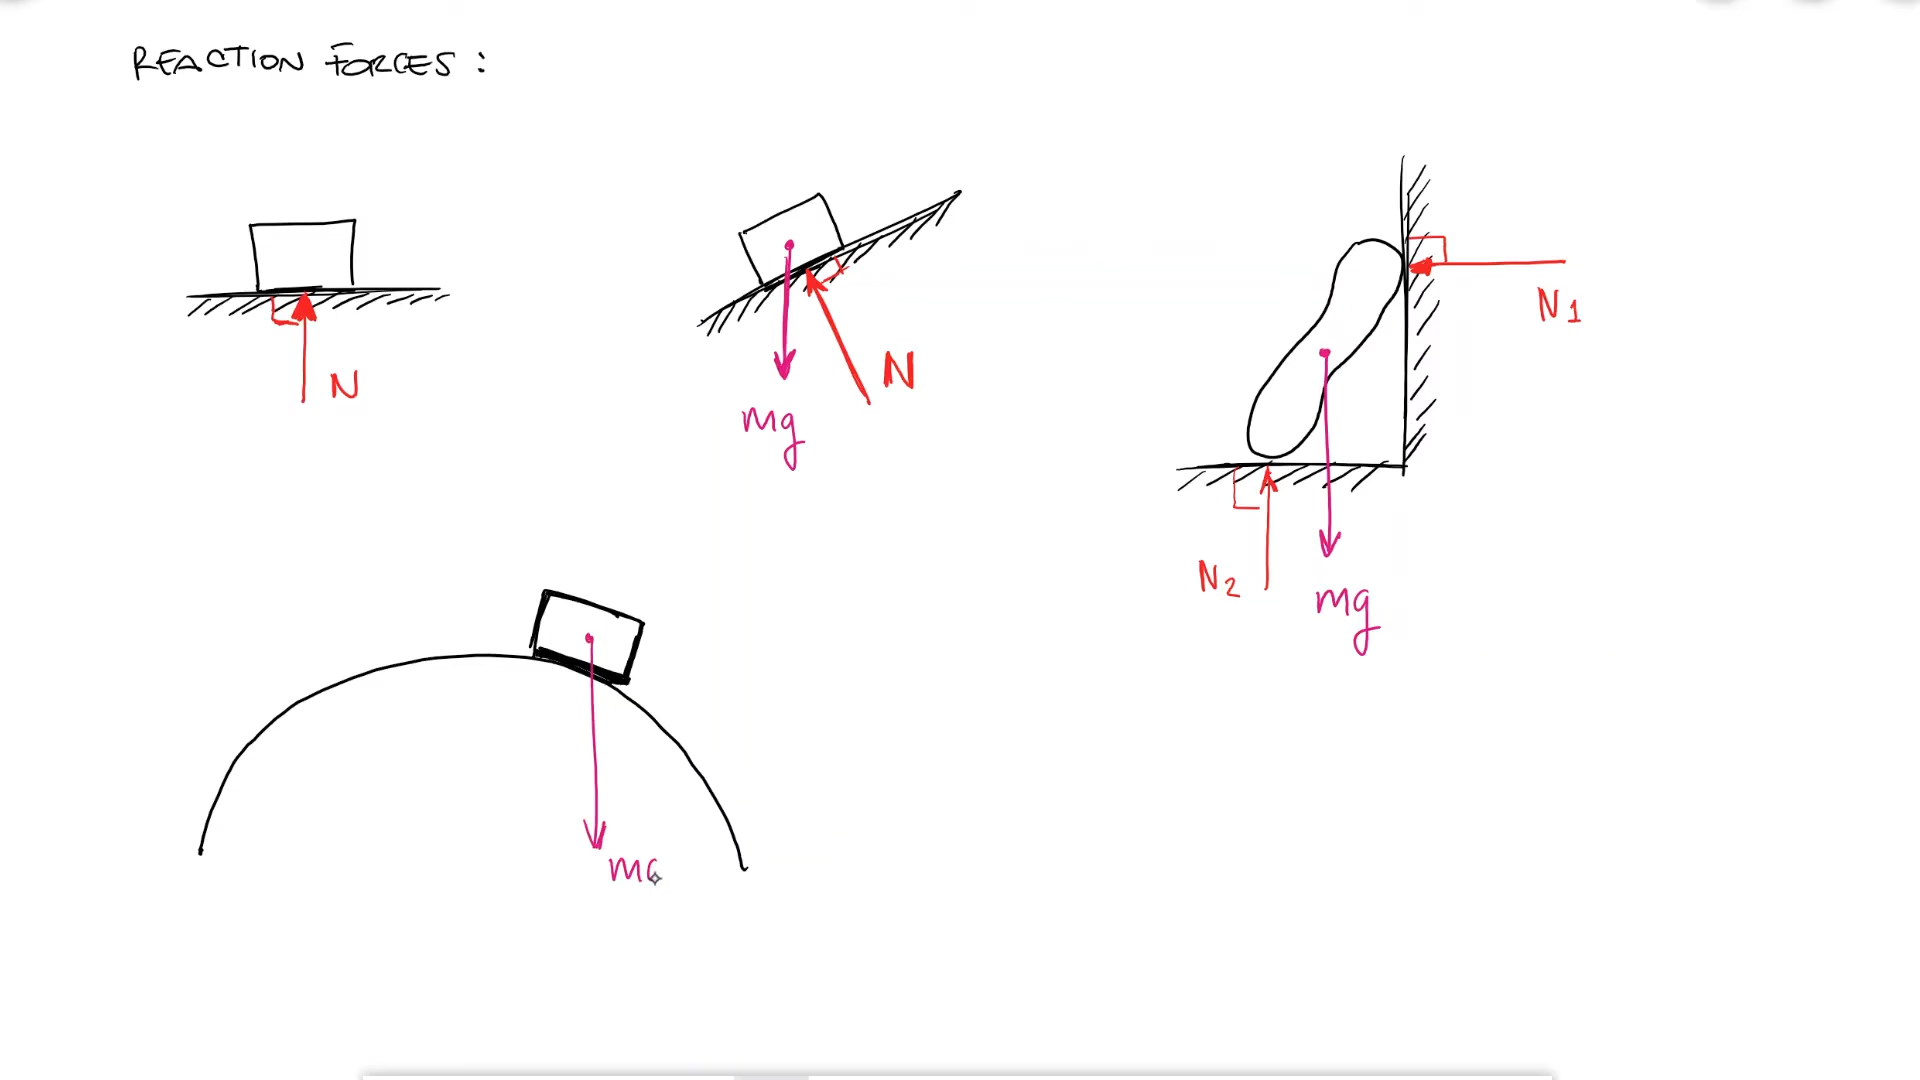 REACTION FORCES :
N
mg
N
N1
N2
mg
m